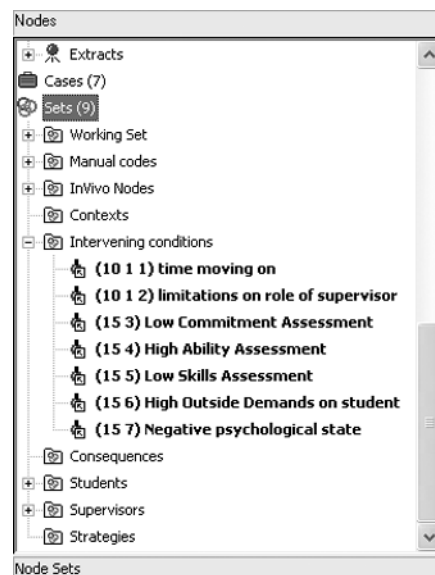 Nodes
Extracts
Cases (7)
Sets (9)
Working Set
Manual codes
InVivo Nodes
Contexts
Intervening conditions
(10 1 1) time moving on
(10 1 2) limitations on role of supervisor
(15 3) Low Commitment Assessment
(15 4) High Ability Assessment
(15 5) Low Skills Assessment
(15 6) High Outside Demands on student
(15 7) Negative psychological state
Consequences
Students
Supervisors
Strategies
Node Sets